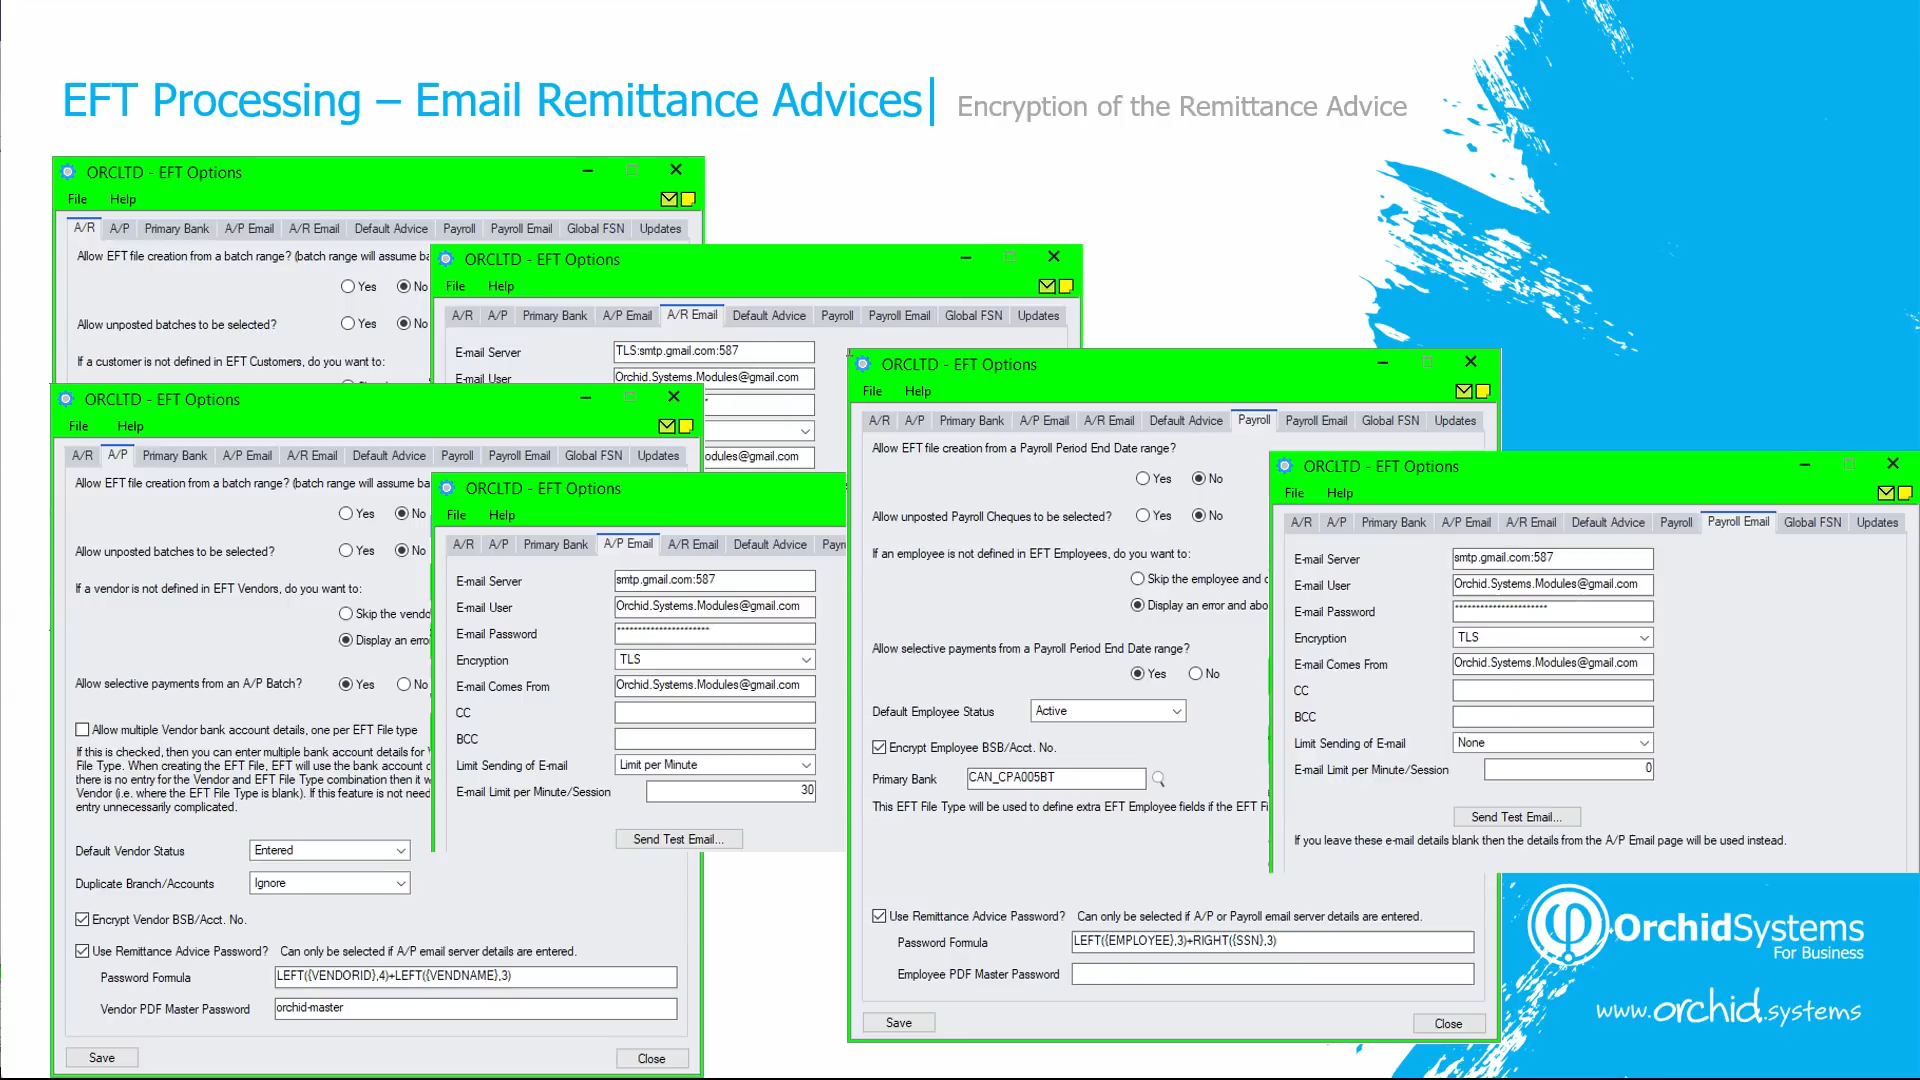 EFT Processing – Email Remittance Advices| Encryption of the Remittance Advice
ORCLTD - EFT Options
File Help
A/R A/P Primary Bank A/P Email A/R Email Default Advice Payroll Payroll Email Global FSN Updates
Allow EFT file creation from a batch range? (batch range will assume ba
Yes No
Allow unposted batches to be selected? Yes No
If a customer is not defined in EFT Customers, do you want to:
ORCLTD - EFT Options
File Help
A/R A/P Primary Bank A/P Email A/R Email Default Advice Payroll Payroll Email Global FSN Updates
E-mail Server TLS:smtp.gmail.com:587
E-mail User Orchid.Systems.Modules@gmail.com
odules@gmail.com
ORCLTD - EFT Options
File Help
A/R A/P Primary Bank A/P Email A/R Email Default Advice Payroll Payroll Email Global FSN Updates
Allow EFT file creation from a batch range? (batch range will assume ba
Yes No
Allow unposted batches to be selected? Yes No
If a vendor is not defined in EFT Vendors, do you want to:
Skip the vendo
Display an erro
Allow selective payments from an A/P Batch? Yes No
Allow multiple Vendor bank account details, one per EFT File type
If this is checked, then you can enter multiple bank account details for V
File Type. When creating the EFT File, EFT will use the bank account d
there is no entry for the Vendor and EFT File Type combination then it w
Vendor (i.e. where the EFT File Type is blank). If this feature is not need
entry unnecessarily complicated.
Default Vendor Status Entered
Duplicate Branch/Accounts Ignore
Encrypt Vendor BSB/Acct. No.
Use Remittance Advice Password? Can only be selected if A/P email server details are entered.
Password Formula LEFT({VENDORID},4)+LEFT({VENDNAME},3)
Vendor PDF Master Password orchid-master
Save Close
ORCLTD - EFT Options
File Help
A/R A/P Primary Bank A/P Email A/R Email Default Advice Payr
E-mail Server smtp.gmail.com:587
E-mail User Orchid.Systems.Modules@gmail.com
E-mail Password **********************
Encryption TLS
E-mail Comes From Orchid.Systems.Modules@gmail.com
CC
BCC
Limit Sending of E-mail Limit per Minute
E-mail Limit per Minute/Session 30
Send Test Email...
ORCLTD - EFT Options
File Help
A/R A/P Primary Bank A/P Email A/R Email Default Advice Payroll Payroll Email Global FSN Updates
Allow EFT file creation from a Payroll Period End Date range?
Yes No
Allow unposted Payroll Cheques to be selected? Yes No
If an employee is not defined in EFT Employees, do you want to:
Skip the employee and c
Display an error and abo
Allow selective payments from a Payroll Period End Date range?
Yes No
Default Employee Status Active
Encrypt Employee BSB/Acct. No.
Primary Bank CAN_CPA005BT
This EFT File Type will be used to define extra EFT Employee fields if the EFT Fi
Use Remittance Advice Password? Can only be selected if A/P or Payroll email server details are entered.
Password Formula LEFT({EMPLOYEE},3)+RIGHT({SSN},3)
Employee PDF Master Password
Save Close
ORCLTD - EFT Options
File Help
A/R A/P Primary Bank A/P Email A/R Email Default Advice Payroll Payroll Email Global FSN Updates
E-mail Server smtp.gmail.com:587
E-mail User Orchid.Systems.Modules@gmail.com
E-mail Password **********************
Encryption TLS
E-mail Comes From Orchid.Systems.Modules@gmail.com
CC
BCC
Limit Sending of E-mail None
E-mail Limit per Minute/Session 0
Send Test Email...
If you leave these e-mail details blank then the details from the A/P Email page will be used instead.
OrchidSystems
For Business
www.orchid.systems